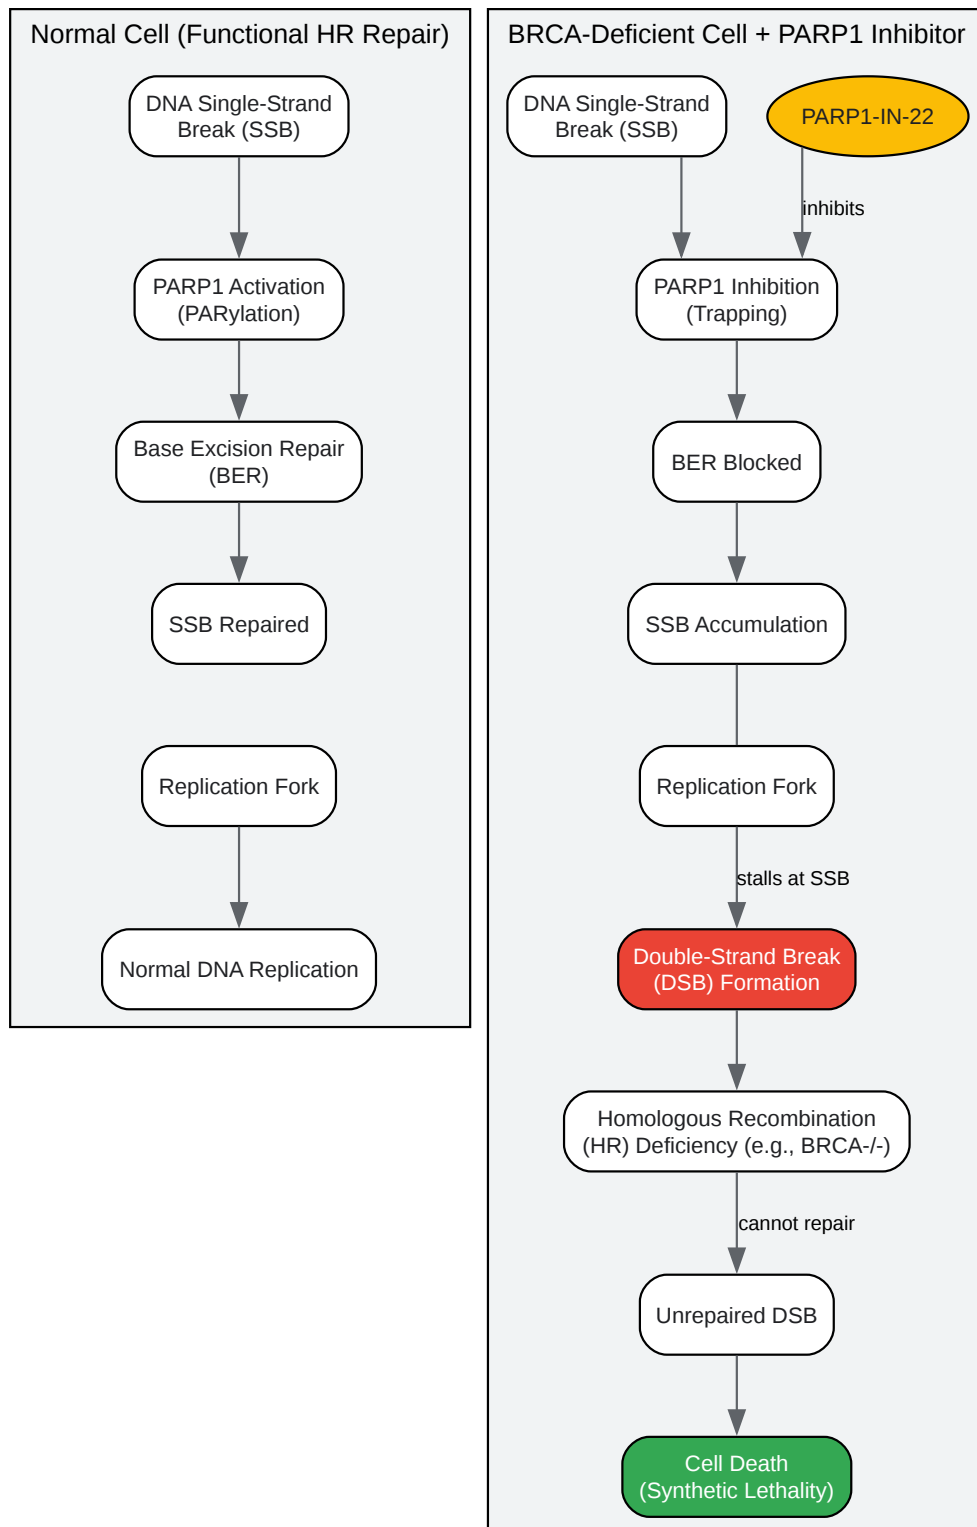 Normal Cell (Functional HR Repair)
DNA Single-Strand
Break (SSB)
PARP1 Activation
(PARylation)
Base Excision Repair
(BER)
SSB Repaired
Replication Fork
Normal DNA Replication
BRCA-Deficient Cell + PARP1 Inhibitor
DNA Single-Strand
Break (SSB)
PARP1-IN-22
inhibits
PARP1 Inhibition
(Trapping)
BER Blocked
SSB Accumulation
Replication Fork
stalls at SSB
Double-Strand Break
(DSB) Formation
Homologous Recombination
(HR) Deficiency (e.g., BRCA-/-)
cannot repair
Unrepaired DSB
Cell Death
(Synthetic Lethality)